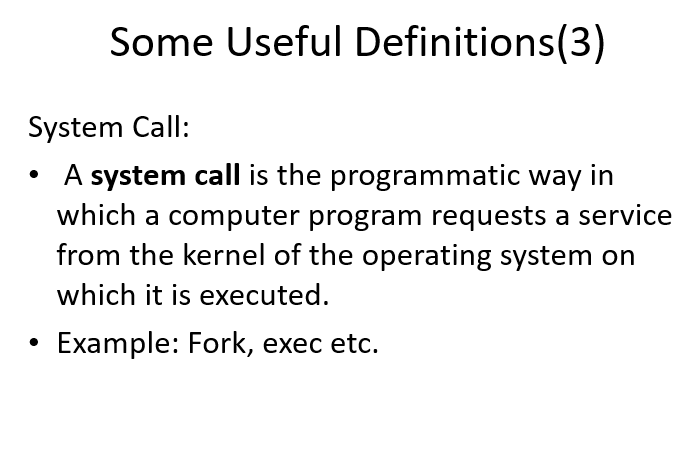 Some Useful Definitions(3)
System Call:
• A system call is the programmatic way in
which a computer program requests a service
from the kernel of the operating system on
which it is executed.
• Example: Fork, exec etc.